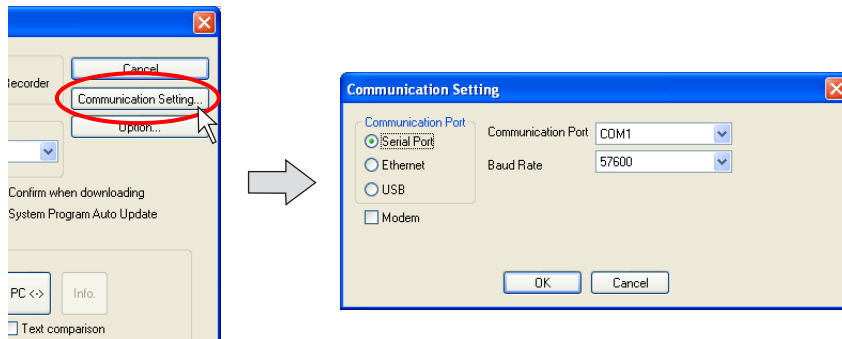 Cancel
Recorder
Communication Setting...
Option...
Confirm when downloading
System Program Auto Update
PC <->
Info.
Text comparison
Communication Setting
Communication Port
Serial Port
Ethernet
USB
Modem
Communication Port COM1
Baud Rate 57600
OK
Cancel